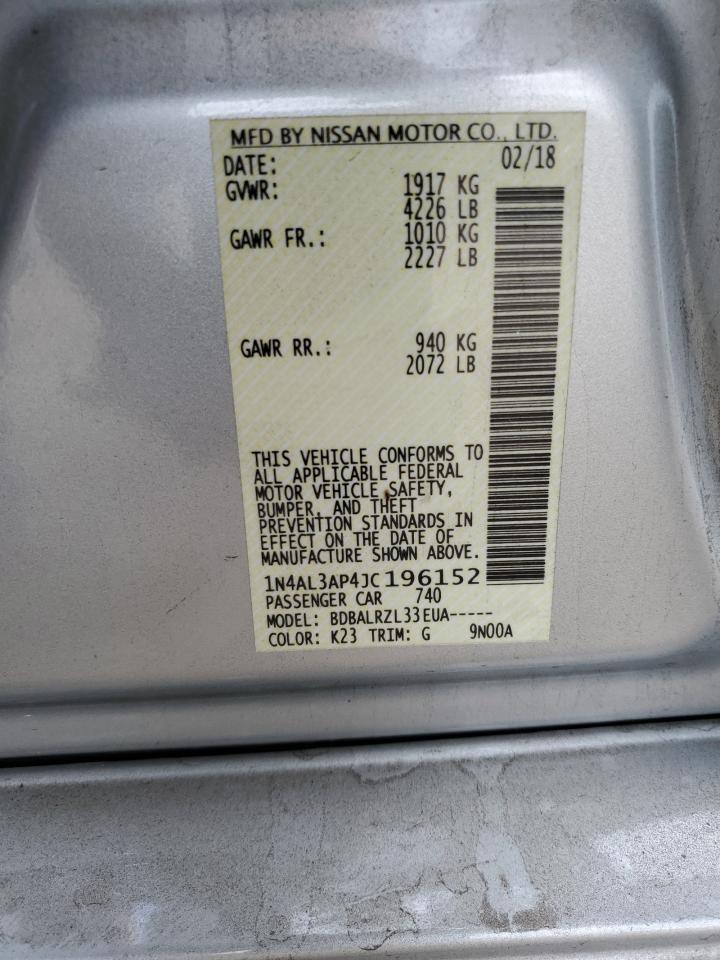 MFD BY NISSAN MOTOR CO., LTD.
DATE: 02/18
GVWR: 1917 KG
4226 LB
GAWR FR.: 1010 KG
2227 LB
GAWR RR.: 940 KG
2072 LB
THIS VEHICLE CONFORMS TO
ALL APPLICABLE FEDERAL
MOTOR VEHICLE SAFETY,
BUMPER, AND THEFT
PREVENTION STANDARDS IN
EFFECT ON THE DATE OF
MANUFACTURE SHOWN ABOVE.
1N4AL3AP4JC196152
PASSENGER CAR 740
MODEL: BDBALRZL33EUA-----
COLOR: K23 TRIM: G 9N00A